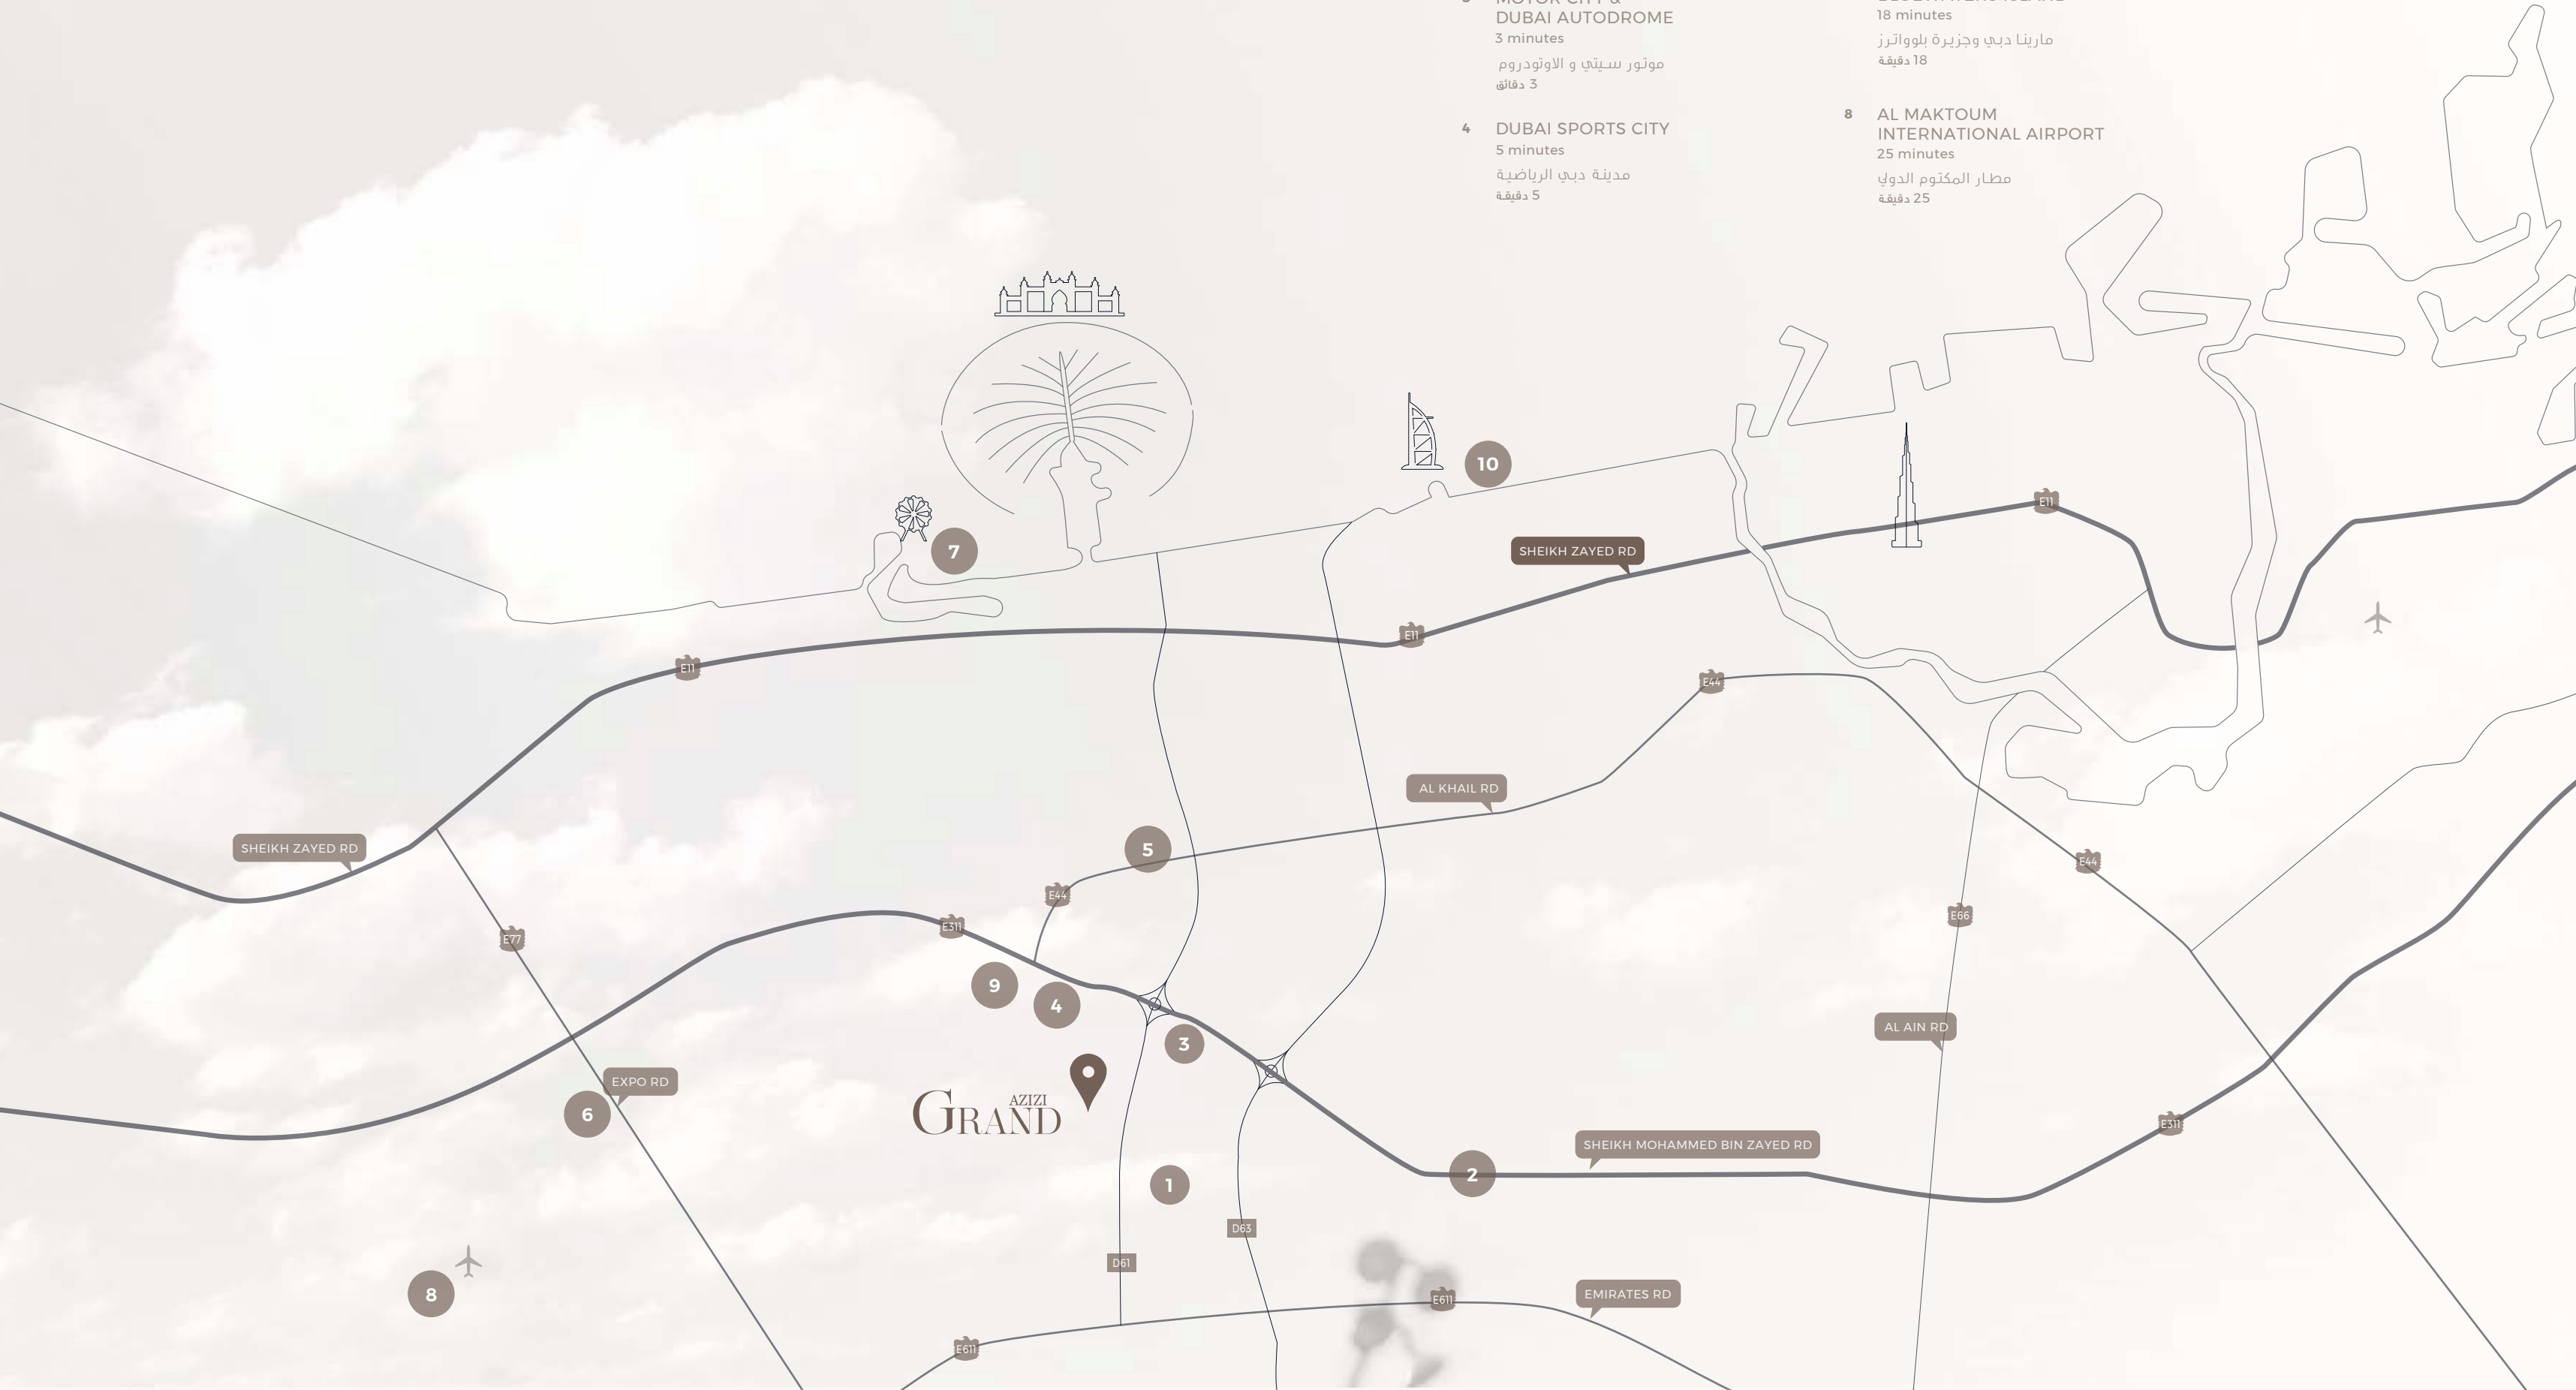 3 MOTOR CITY &
DUBAI AUTODROME
3 minutes
موتور سيتي و الاوتودروم
3 دقائق
4 DUBAI SPORTS CITY
5 minutes
مدينة دبي الرياضية
5 دقيقة
18 minutes
مارينا دبي وجزيرة بلوواترز
18 دقيقة
8 AL MAKTOUM
INTERNATIONAL AIRPORT
25 minutes
مطار المكتوم الدولي
25 دقيقة
10
E11
7
SHEIKH ZAYED RD
E11
E11
E44
AL KHAIL RD
SHEIKH ZAYED RD
5
E44
E44
E66
E311
E77
9
4
AL AIN RD
3
EXPO RD
6
AZIZI
GRAND
E311
SHEIKH MOHAMMED BIN ZAYED RD
2
1
D63
D61
8
EMIRATES RD
E611
E611